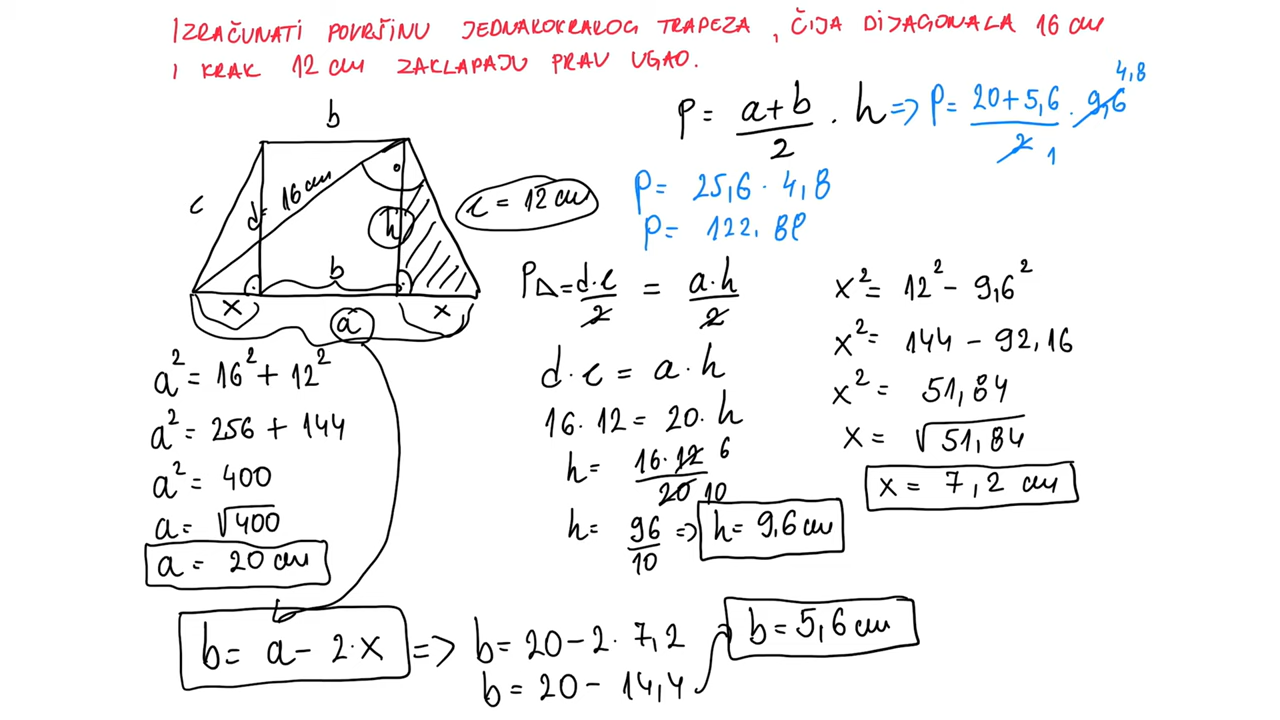 IZRAČUNATI POVRŠINU JEDNAKOKRAKOG TRAPEZA, ČIJA DIJAGONALA 16 cm
I KRAK 12 cm ZAKLAPAJU PRAV UGAO.
b
c
d= 16 cm
h
c = 12 cm
b
x
x
a
P = a+b/2 · h => P = 20+5,6/2 1 · 9,6 4,8
P = 25,6 · 4,8
P = 122.88
P△ = d·c/2 = a·h/2
d·c = a·h
16·12 = 20·h
h = 16·12 6/20 10
h = 96/10 => h = 9,6 cm
x² = 12² - 9,6²
x² = 144 - 92,16
x² = 51,84
x = √51,84
x = 7,2 cm
a² = 16² + 12²
a² = 256 + 144
a² = 400
a = √400
a = 20 cm
b = a - 2·x => b = 20 - 2·7,2
b = 20 - 14,4
b = 5,6 cm